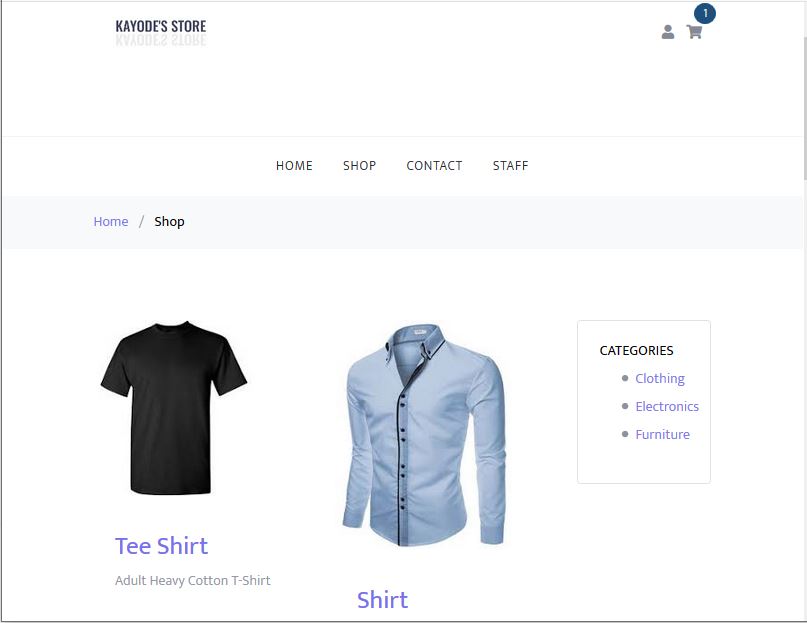 KAYODE'S STORE
1
HOME SHOP CONTACT STAFF
Home / Shop
CATEGORIES
Clothing
Electronics
Furniture
Tee Shirt
Adult Heavy Cotton T-Shirt
Shirt